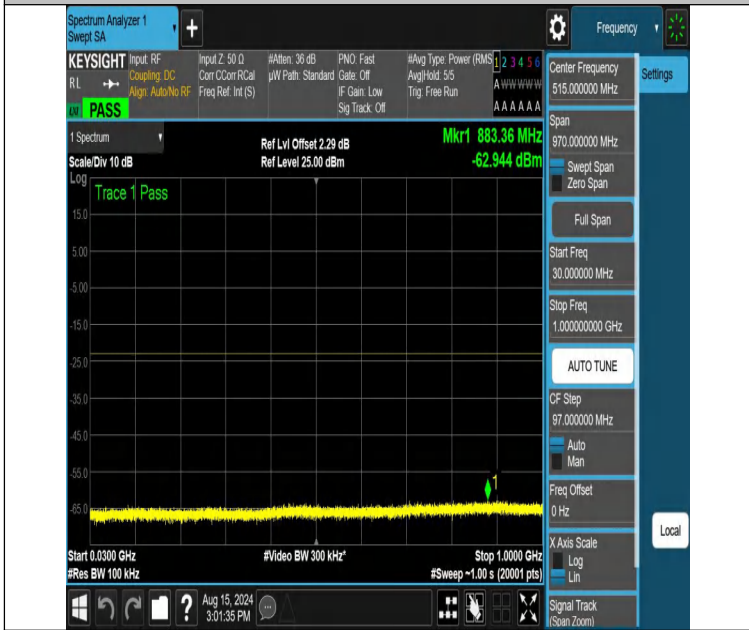 Spectrum Analyzer 1
Swept SA
Frequency
KEYSIGHT
RL
PASS
Input: RF
Coupling: DC
Align: Auto/No RF
Input Z: 50 Ω
Corr CCorr RCal
Freq Ref: Int (S)
#Atten: 36 dB
µW Path: Standard
PNO: Fast
Gate: Off
IF Gain: Low
Sig Track: Off
#Avg Type: Power (RMS
Avg|Hold: 5/5
Trig: Free Run
1 2 3 4 5 6
A W W W W W
A A A A A A
1 Spectrum
Scale/Div 10 dB
Ref Lvl Offset 2.29 dB
Ref Level 25.00 dBm
Mkr1 883.36 MHz
-62.944 dBm
Log
Trace 1 Pass
15.0
5.00
-5.00
-15.0
-25.0
-35.0
-45.0
-55.0
-65.0
1
Start 0.0300 GHz
#Res BW 100 kHz
#Video BW 300 kHz*
Stop 1.0000 GHz
#Sweep ~1.00 s (20001 pts)
Center Frequency
515.000000 MHz
Settings
Span
970.000000 MHz
Swept Span
Zero Span
Full Span
Start Freq
30.000000 MHz
Stop Freq
1.000000000 GHz
AUTO TUNE
CF Step
97.000000 MHz
Auto
Man
Freq Offset
0 Hz
X Axis Scale
Log
Lin
Local
Signal Track
(Span Zoom)
?
Aug 15, 2024
3:01:35 PM